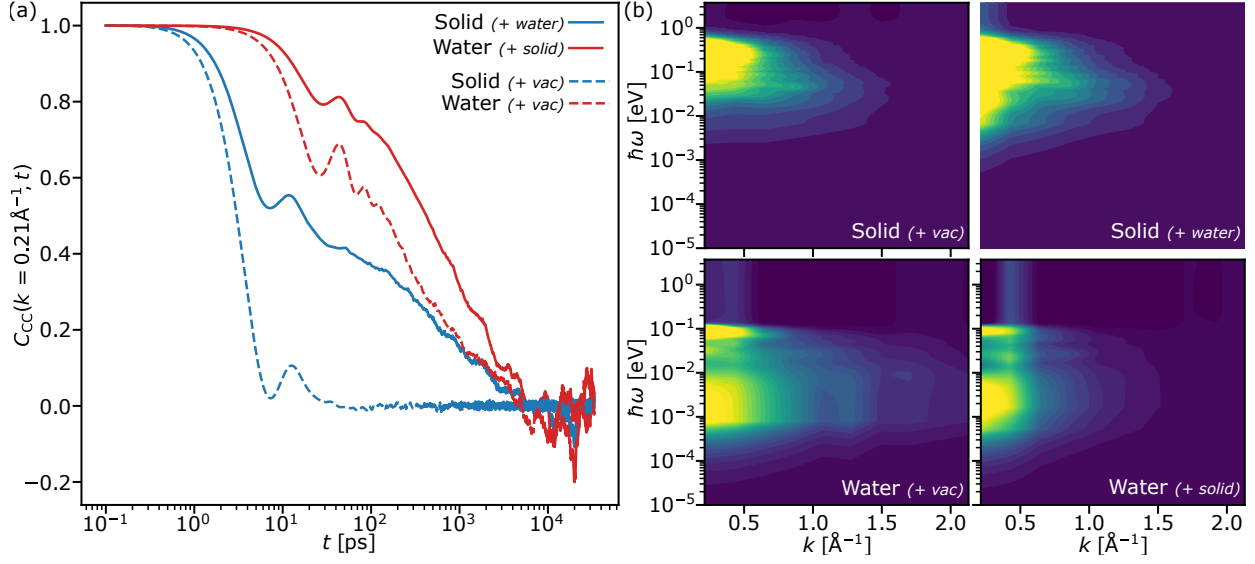 (a)
Solid (+ water)
Water (+ solid)
Solid (+ vac)
Water (+ vac)
1.0
0.8
0.6
0.4
0.2
0.0
−0.2
C_CC(k = 0.21Å⁻¹, t)
10⁻¹ 10⁰ 10¹ 10² 10³ 10⁴
t [ps]
(b)
10⁰
10⁻¹
10⁻²
10⁻³
10⁻⁴
10⁻⁵
ħω [eV]
Solid (+ vac)
Solid (+ water)
10⁰
10⁻¹
10⁻²
10⁻³
10⁻⁴
10⁻⁵
ħω [eV]
Water (+ vac)
Water (+ solid)
0.5 1.0 1.5 2.0
0.5 1.0 1.5 2.0
k [Å⁻¹]
k [Å⁻¹]